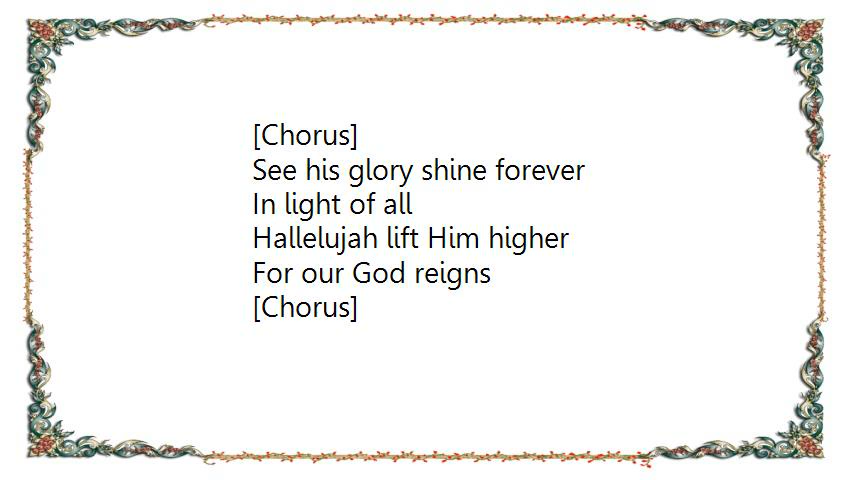 [Chorus]
See his glory shine forever
In light of all
Hallelujah lift Him higher
For our God reigns
[Chorus]